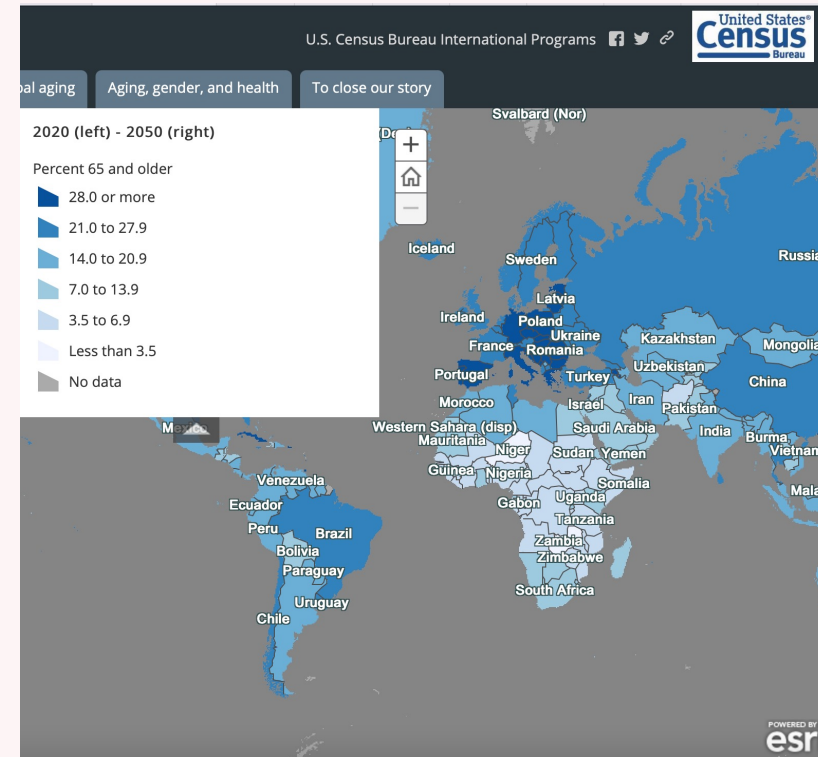 U.S. Census Bureau International Programs
United States®
Census
Bureau
Aging, gender, and health
To close our story
aging
2020 (left) - 2050 (right)
Percent 65 and older
28.0 or more
21.0 to 27.9
14.0 to 20.9
7.0 to 13.9
3.5 to 6.9
Less than 3.5
No data
+
−
Svalbard (Nor)
Iceland
Sweden
Russia
Latvia
Ireland
Poland
Ukraine
France
Romania
Kazakhstan
Mongolia
Uzbekistan
Portugal
Turkey
China
Morocco
Israel
Iran
Pakistan
Mexico
Western Sahara (disp)
Saudi Arabia
India
Burma
Mauritania
Niger
Sudan
Yemen
Vietnam
Guinea
Nigeria
Somalia
Venezuela
Gabon
Uganda
Mala
Ecuador
Tanzania
Peru
Brazil
Zambia
Bolivia
Zimbabwe
Paraguay
South Africa
Uruguay
Chile
POWERED BY
esr